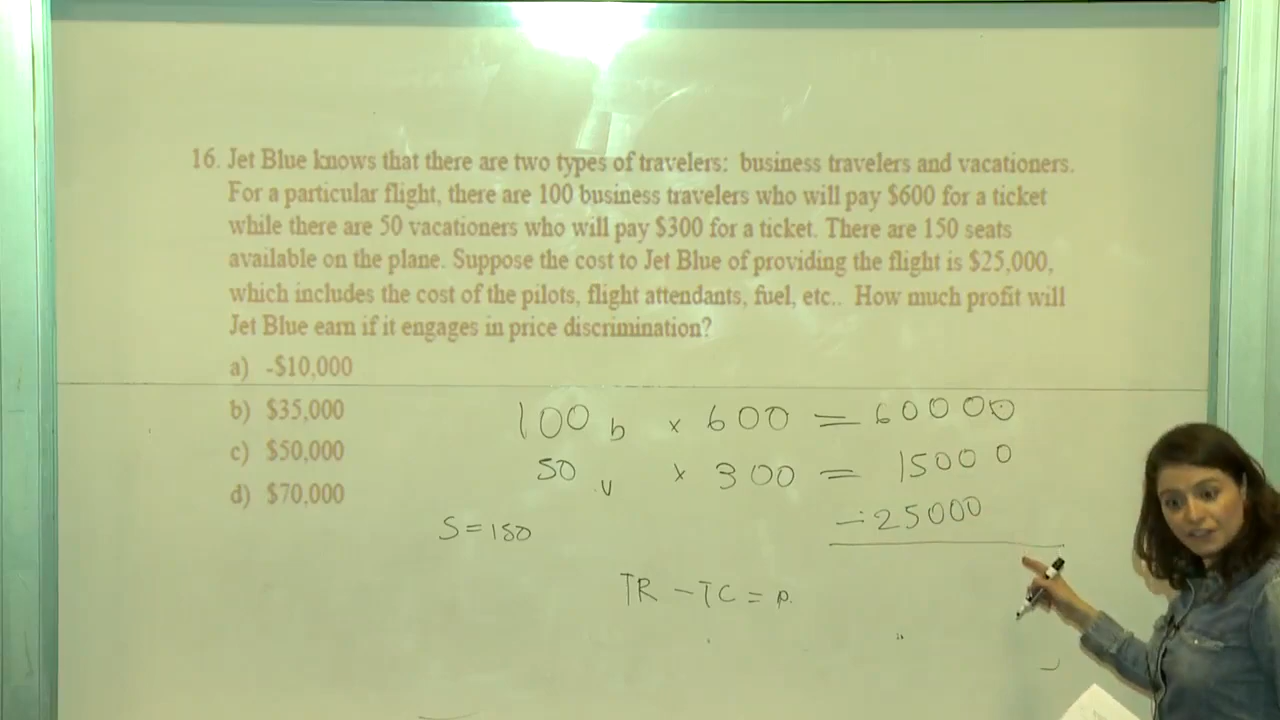 16. Jet Blue knows that there are two types of travelers: business travelers and vacationers.
For a particular flight, there are 100 business travelers who will pay $600 for a ticket
while there are 50 vacationers who will pay $300 for a ticket. There are 150 seats
available on the plane. Suppose the cost to Jet Blue of providing the flight is $25,000,
which includes the cost of the pilots, flight attendants, fuel, etc.. How much profit will
Jet Blue earn if it engages in price discrimination?
a) -$10,000
b) $35,000
c) $50,000
d) $70,000
100 b × 600 = 60000
50 v × 300 = 15000
- 25000
S = 150
TR - TC = p.